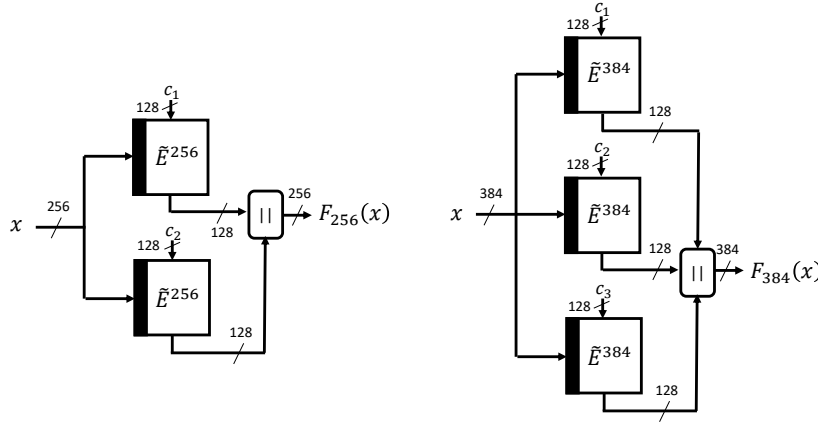 c₁
128
Ẽ²⁵⁶
256
x
128
||
256
F₂₅₆(x)
c₂
128
Ẽ²⁵⁶
128
c₁
128
Ẽ³⁸⁴
128
c₂
128
Ẽ³⁸⁴
384
x
128
||
384
F₃₈₄(x)
c₃
128
Ẽ³⁸⁴
128